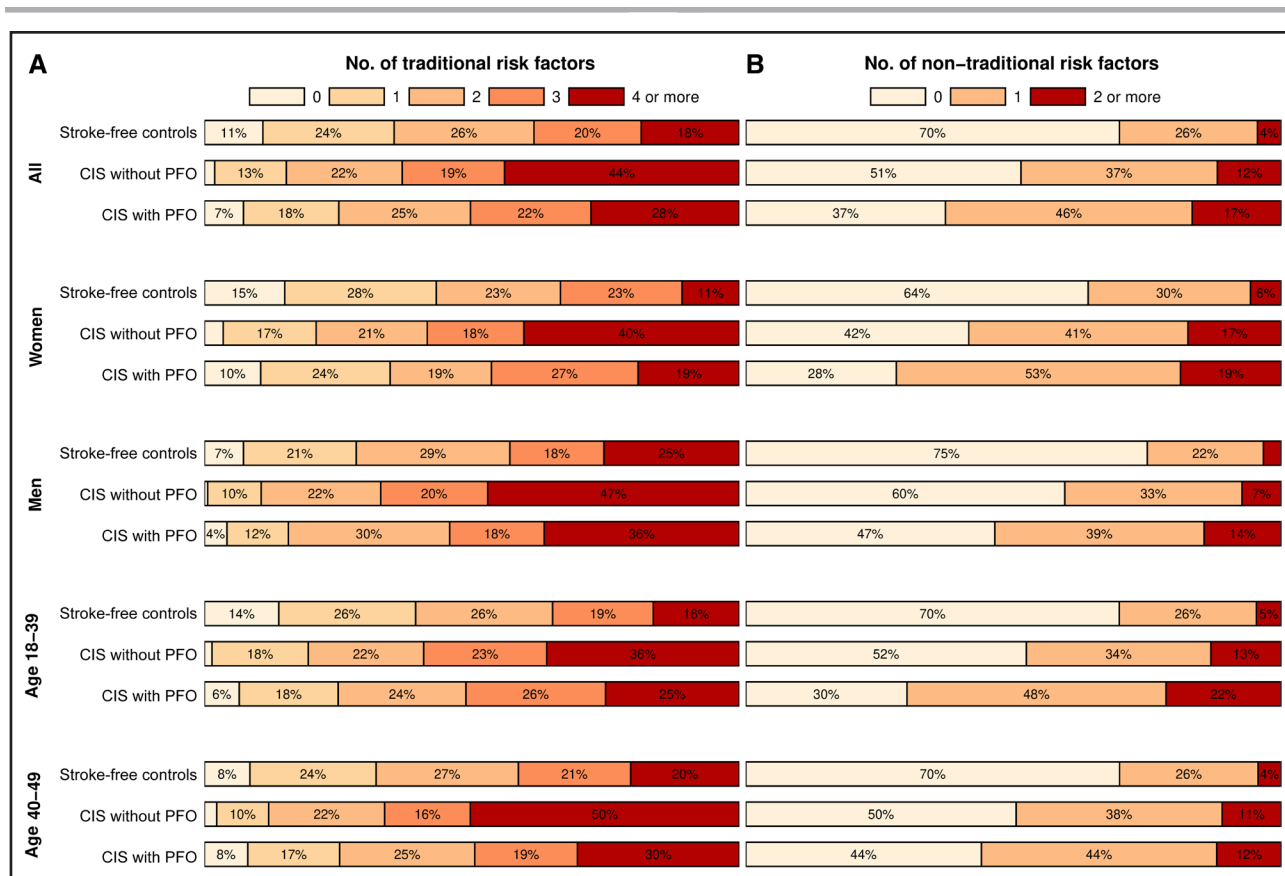 A
No. of traditional risk factors
0 1 2 3 4 or more
B
No. of non−traditional risk factors
0 1 2 or more
All
Stroke-free controls 11% 24% 26% 20% 18% 70% 26% 4%
CIS without PFO 13% 22% 19% 44% 51% 37% 12%
CIS with PFO 7% 18% 25% 22% 28% 37% 46% 17%
Women
Stroke-free controls 15% 28% 23% 23% 11% 64% 30% 6%
CIS without PFO 17% 21% 18% 40% 42% 41% 17%
CIS with PFO 10% 24% 19% 27% 19% 28% 53% 19%
Men
Stroke-free controls 7% 21% 29% 18% 25% 75% 22%
CIS without PFO 10% 22% 20% 47% 60% 33% 7%
CIS with PFO 4% 12% 30% 18% 36% 47% 39% 14%
Age 18−39
Stroke-free controls 14% 26% 26% 19% 16% 70% 26% 5%
CIS without PFO 18% 22% 23% 36% 52% 34% 13%
CIS with PFO 6% 18% 24% 26% 25% 30% 48% 22%
Age 40−49
Stroke-free controls 8% 24% 27% 21% 20% 70% 26% 4%
CIS without PFO 10% 22% 16% 50% 50% 38% 11%
CIS with PFO 8% 17% 25% 19% 30% 44% 44% 12%